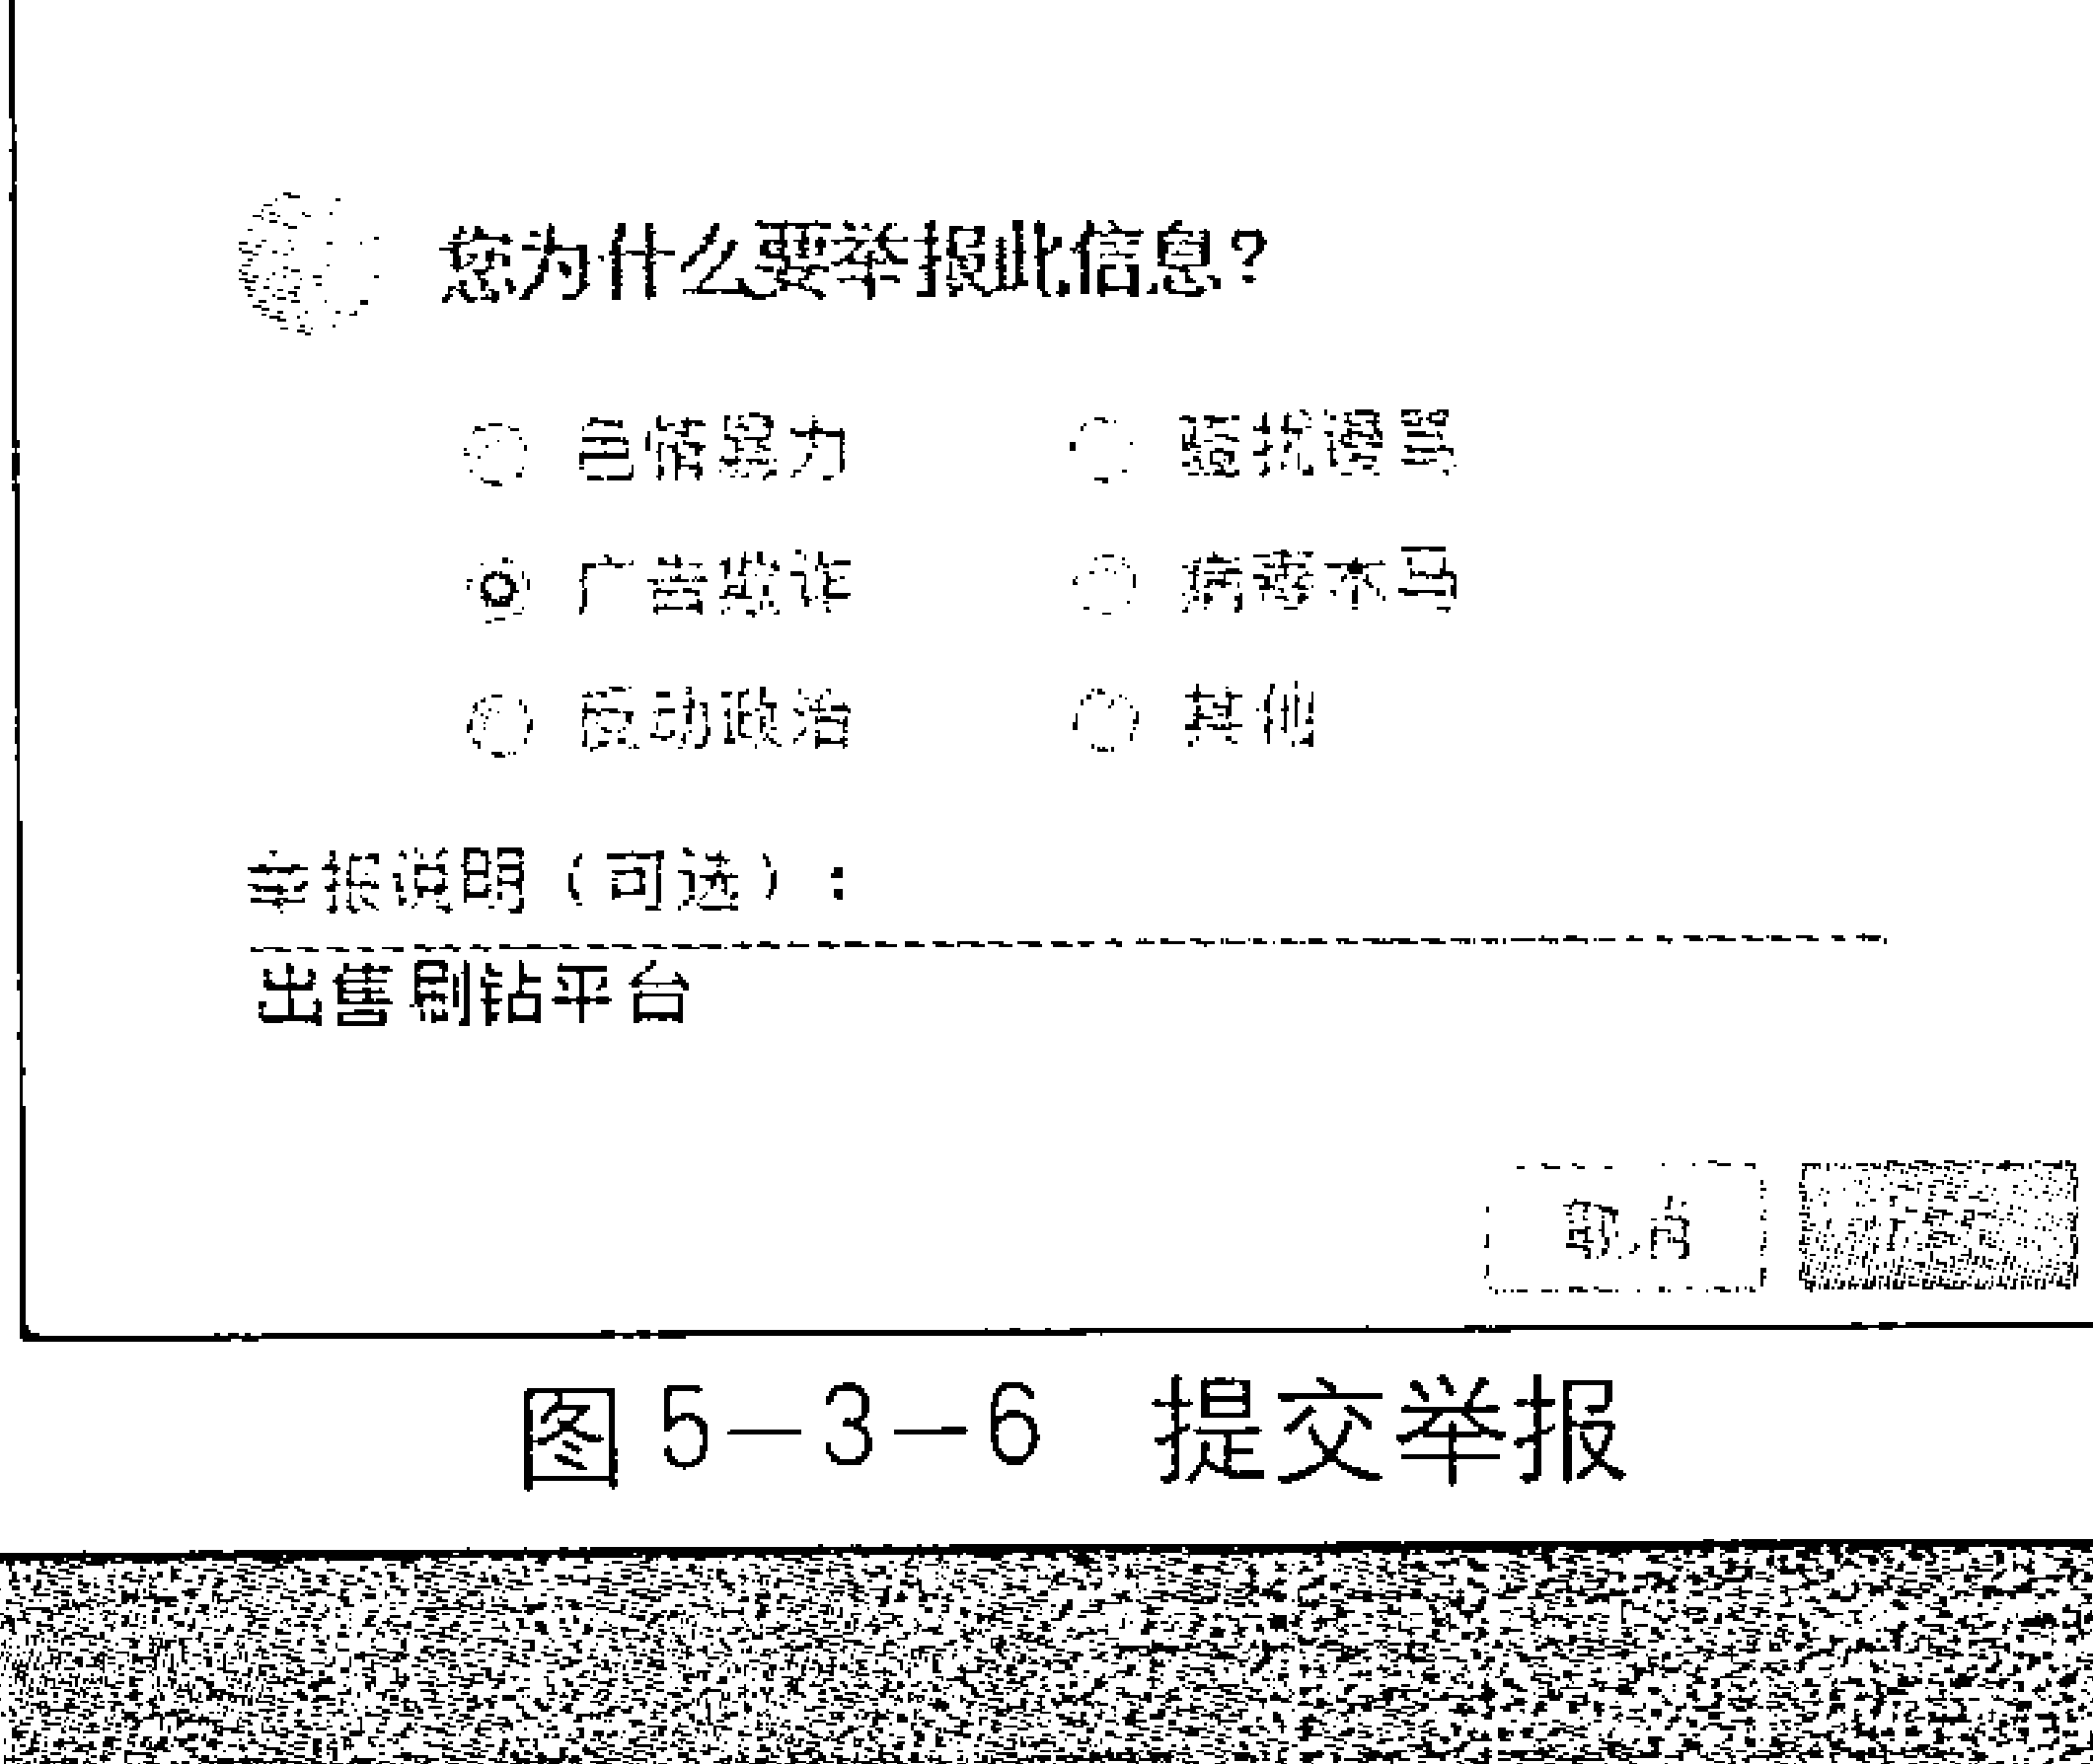 您为什么要举报此信息?
色情暴力 骚扰谩骂
广告欺诈 病毒木马
反动政治 其他
举报说明（可选）：
出售刷钻平台
取消
图 5-3-6 提交举报